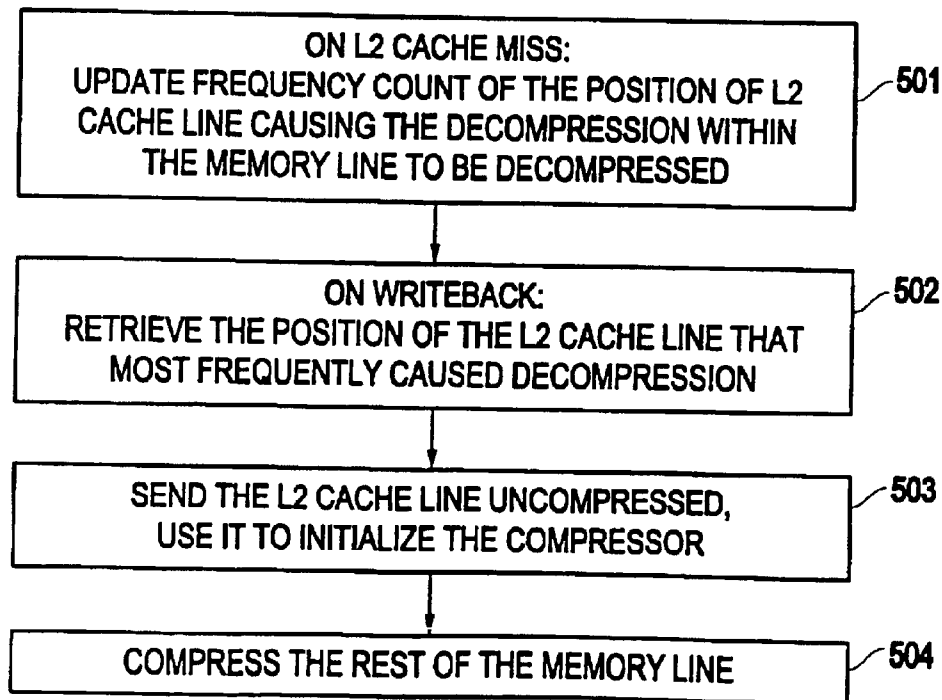 ON L2 CACHE MISS:
UPDATE FREQUENCY COUNT OF THE POSITION OF L2
CACHE LINE CAUSING THE DECOMPRESSION WITHIN
THE MEMORY LINE TO BE DECOMPRESSED
501
ON WRITEBACK:
RETRIEVE THE POSITION OF THE L2 CACHE LINE THAT
MOST FREQUENTLY CAUSED DECOMPRESSION
502
SEND THE L2 CACHE LINE UNCOMPRESSED,
USE IT TO INITIALIZE THE COMPRESSOR
503
COMPRESS THE REST OF THE MEMORY LINE
504